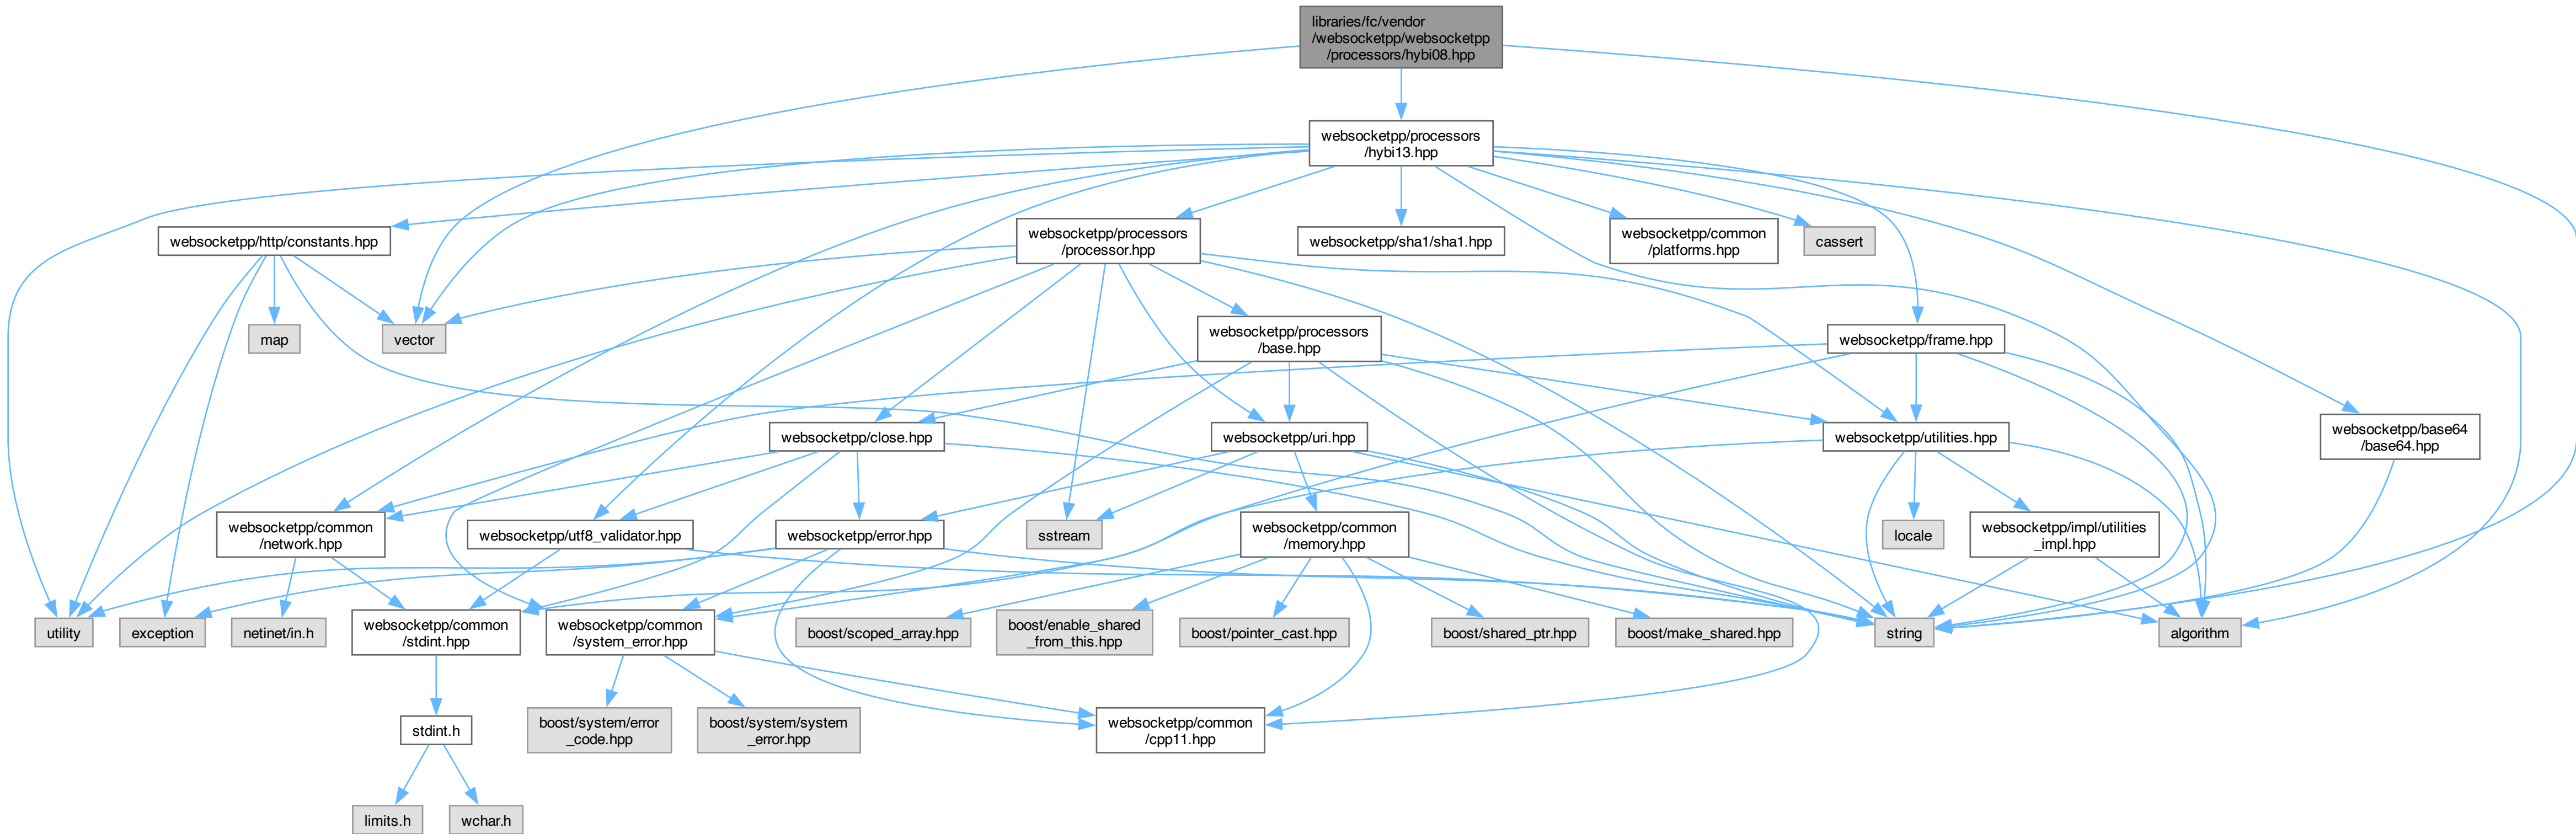 libraries/fc/vendor
/websocketpp/websocketpp
/processors/hybi08.hpp
websocketpp/processors
/hybi13.hpp
websocketpp/http/constants.hpp
websocketpp/processors
/processor.hpp
websocketpp/sha1/sha1.hpp
websocketpp/common
/platforms.hpp
cassert
map
vector
websocketpp/processors
/base.hpp
websocketpp/frame.hpp
websocketpp/close.hpp
websocketpp/uri.hpp
websocketpp/utilities.hpp
websocketpp/base64
/base64.hpp
websocketpp/common
/network.hpp
websocketpp/utf8_validator.hpp
websocketpp/error.hpp
sstream
websocketpp/common
/memory.hpp
locale
websocketpp/impl/utilities
_impl.hpp
utility
exception
netinet/in.h
websocketpp/common
/stdint.hpp
websocketpp/common
/system_error.hpp
boost/scoped_array.hpp
boost/enable_shared
_from_this.hpp
boost/pointer_cast.hpp
boost/shared_ptr.hpp
boost/make_shared.hpp
string
algorithm
stdint.h
boost/system/error
_code.hpp
boost/system/system
_error.hpp
websocketpp/common
/cpp11.hpp
limits.h
wchar.h